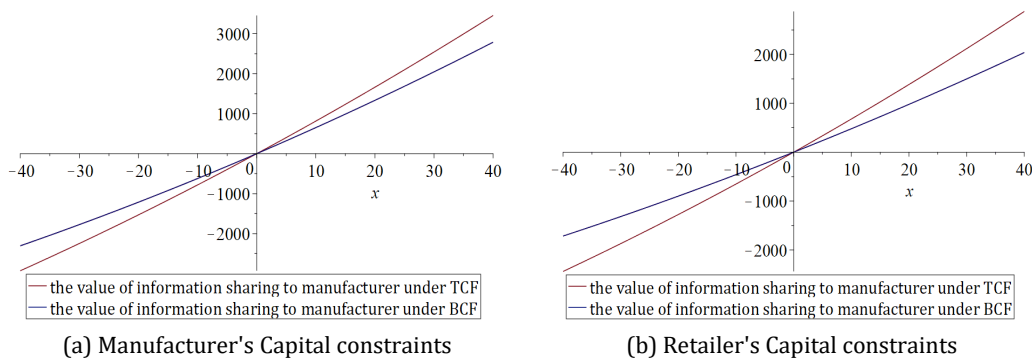 3000
2000
1000
−40 −30 −20 −10 0 10 20 30 40
x
−1000
−2000
the value of information sharing to manufacturer under TCF
the value of information sharing to manufacturer under BCF
(a) Manufacturer's Capital constraints
2000
1000
−40 −30 −20 −10 0 10 20 30 40
x
−1000
−2000
the value of information sharing to manufacturer under TCF
the value of information sharing to manufacturer under BCF
(b) Retailer's Capital constraints